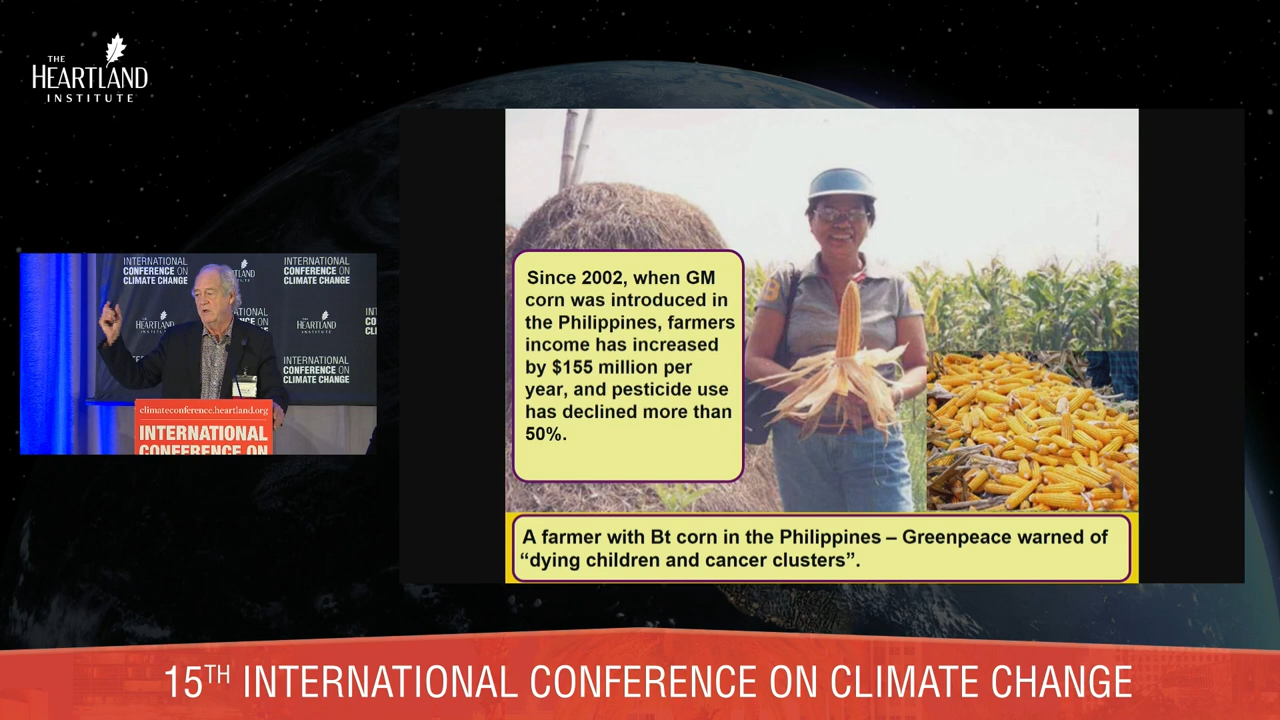 THE
HEARTLAND
INSTITUTE
INTERNATIONAL
CONFERENCE ON
CLIMATE CHANGE
INTERNATIONAL
CONFERENCE ON
CLIMATE CHANGE
HEARTLAND
INTERNATIONAL
CONFERENCE ON
CLIMATE CHANGE
climateconference.heartland.org
INTERNATIONAL
CONFERENCE ON
Since 2002, when GM
corn was introduced in
the Philippines, farmers
income has increased
by $155 million per
year, and pesticide use
has declined more than
50%.
A farmer with Bt corn in the Philippines – Greenpeace warned of
“dying children and cancer clusters”.
15TH INTERNATIONAL CONFERENCE ON CLIMATE CHANGE